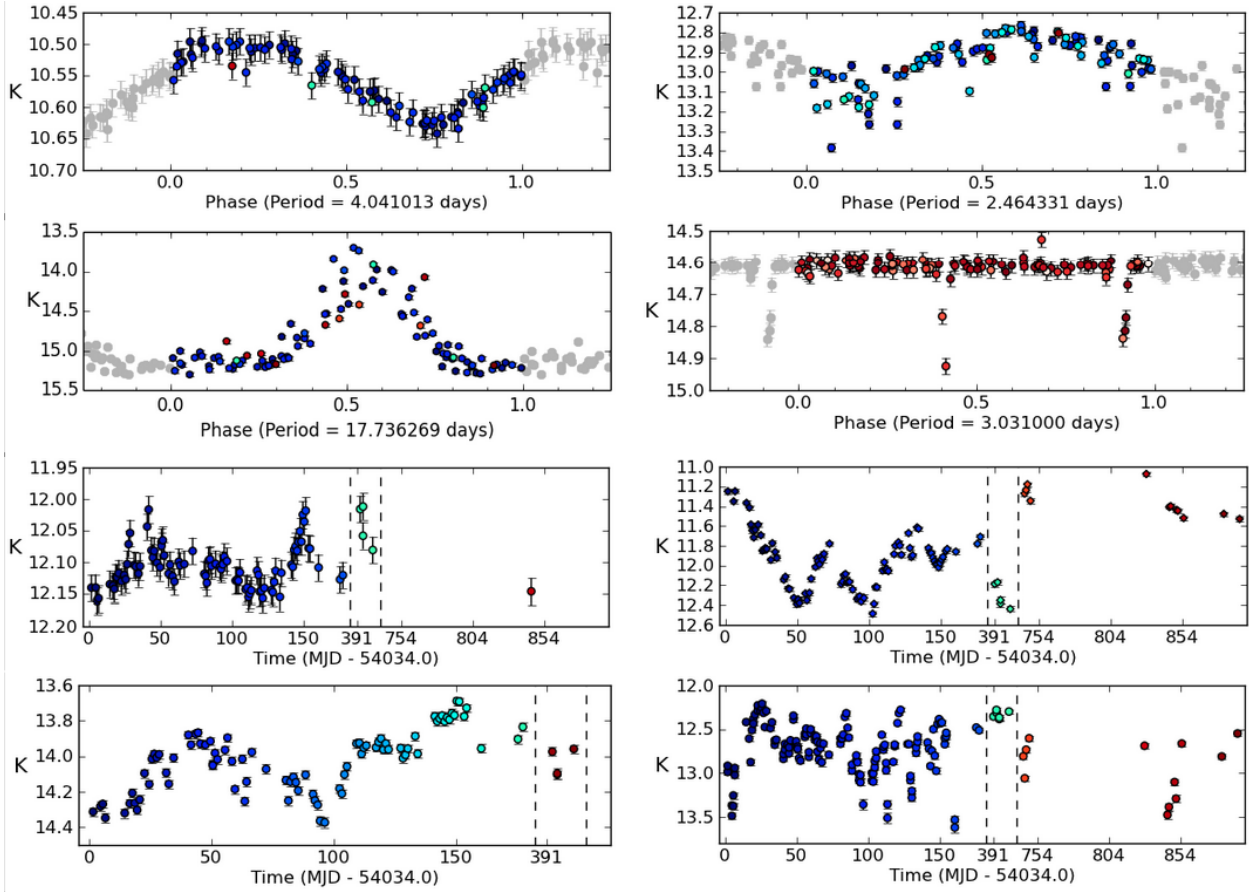 10.45
10.50
10.55
10.60
10.65
10.70
K
0.0 0.5 1.0
Phase (Period = 4.041013 days)
12.7
12.8
12.9
13.0
13.1
13.2
13.3
13.4
13.5
K
0.0 0.5 1.0
Phase (Period = 2.464331 days)
13.5
14.0
14.5
15.0
15.5
K
0.0 0.5 1.0
Phase (Period = 17.736269 days)
14.5
14.6
14.7
14.8
14.9
15.0
K
0.0 0.5 1.0
Phase (Period = 3.031000 days)
11.95
12.00
12.05
12.10
12.15
12.20
K
0 50 100 150 391 754 804 854
Time (MJD - 54034.0)
11.0
11.2
11.4
11.6
11.8
12.0
12.2
12.4
12.6
K
0 50 100 150 391 754 804 854
Time (MJD - 54034.0)
13.6
13.8
14.0
14.2
14.4
K
0 50 100 150 391
Time (MJD - 54034.0)
12.0
12.5
13.0
13.5
K
0 50 100 150 391 754 804 854
Time (MJD - 54034.0)